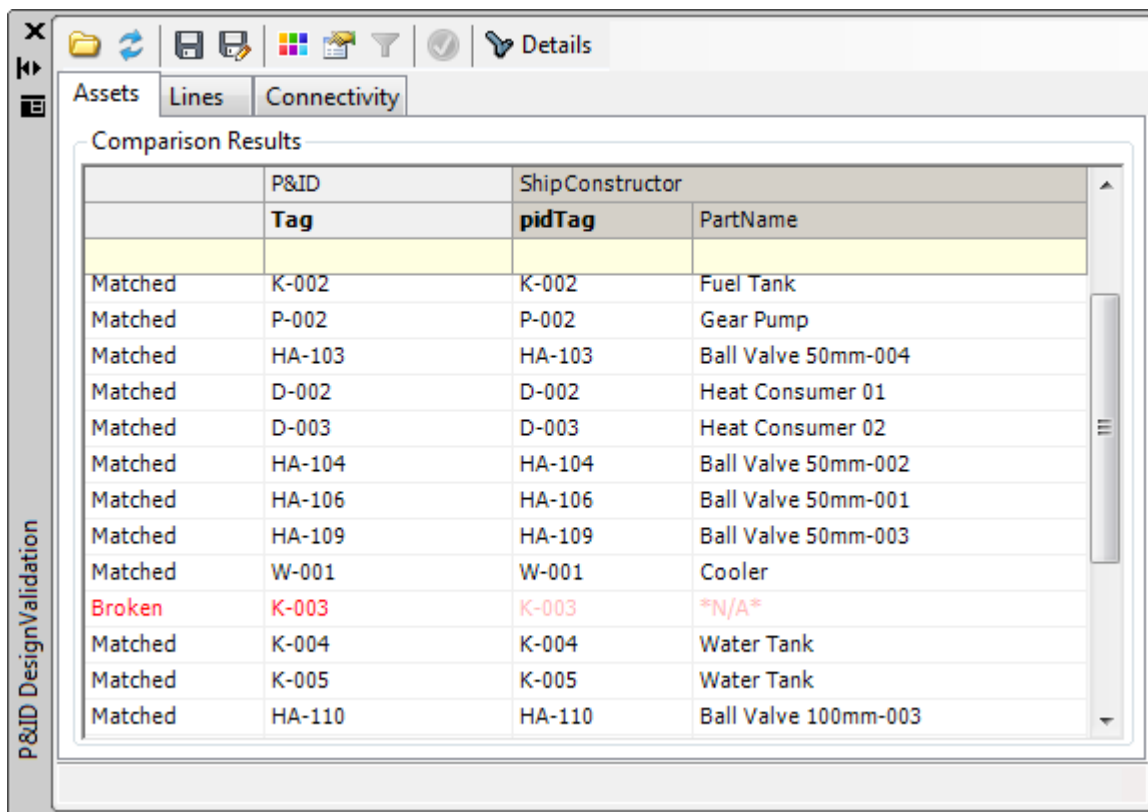 Details
Assets Lines Connectivity
Comparison Results
P&ID ShipConstructor
Tag pidTag PartName
Matched K-002 K-002 Fuel Tank
Matched P-002 P-002 Gear Pump
Matched HA-103 HA-103 Ball Valve 50mm-004
Matched D-002 D-002 Heat Consumer 01
Matched D-003 D-003 Heat Consumer 02
Matched HA-104 HA-104 Ball Valve 50mm-002
Matched HA-106 HA-106 Ball Valve 50mm-001
Matched HA-109 HA-109 Ball Valve 50mm-003
Matched W-001 W-001 Cooler
Broken K-003 K-003 *N/A*
Matched K-004 K-004 Water Tank
Matched K-005 K-005 Water Tank
Matched HA-110 HA-110 Ball Valve 100mm-003
P&ID DesignValidation